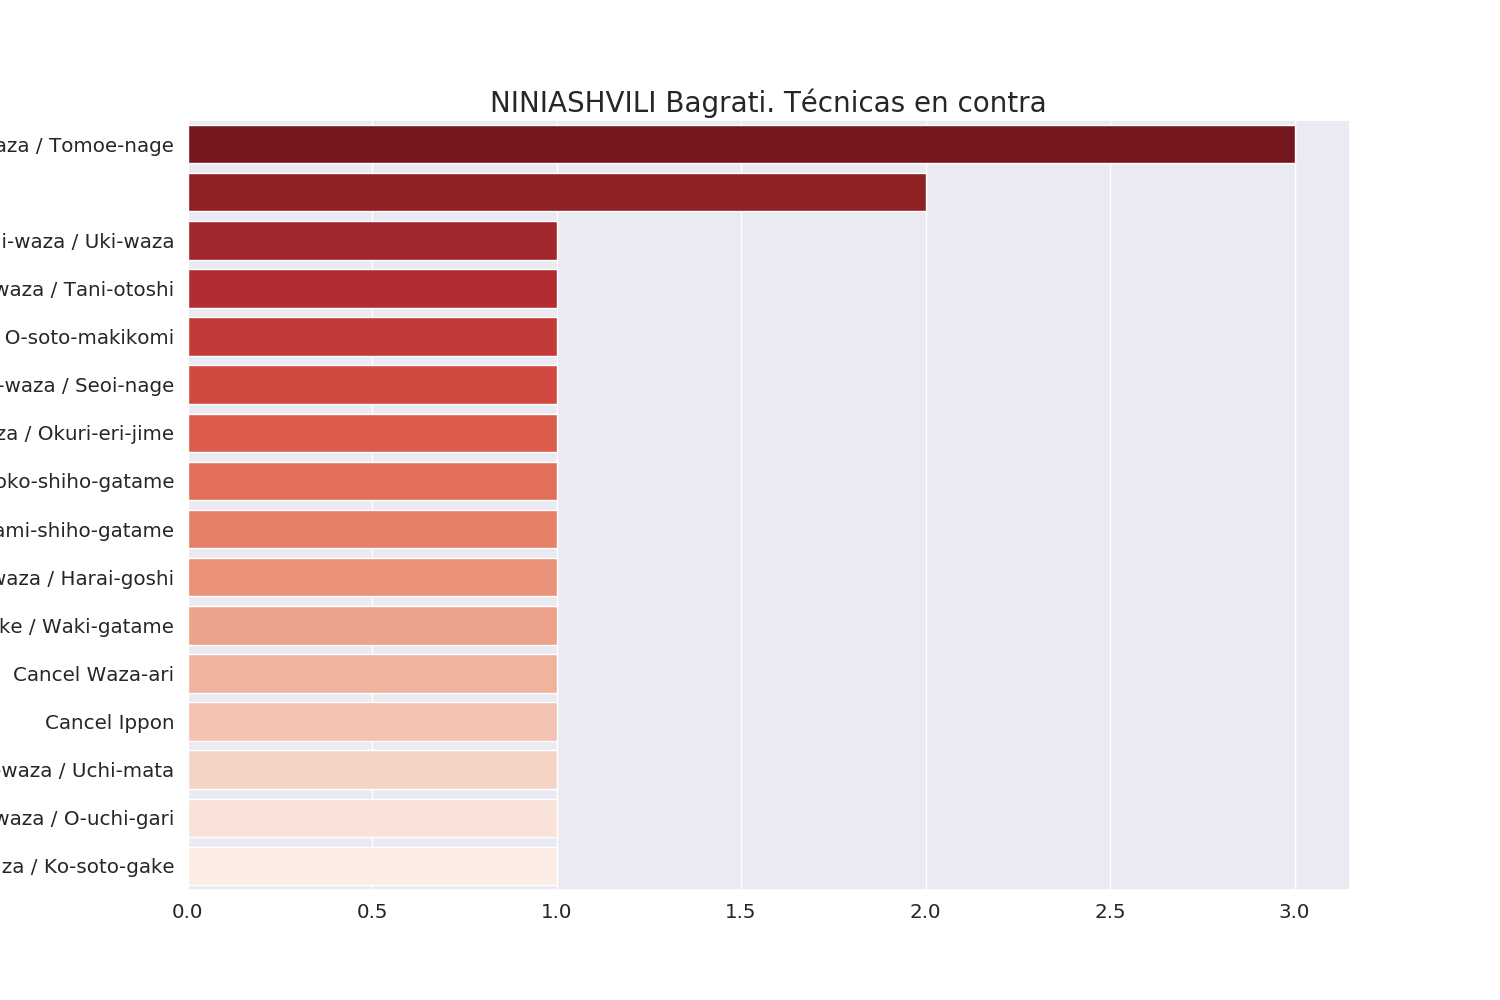 NINIASHVILI Bagrati. Técnicas en contra
aza / Tomoe-nage
i-waza / Uki-waza
waza / Tani-otoshi
O-soto-makikomi
-waza / Seoi-nage
za / Okuri-eri-jime
oko-shiho-gatame
ami-shiho-gatame
waza / Harai-goshi
ke / Waki-gatame
Cancel Waza-ari
Cancel Ippon
-waza / Uchi-mata
waza / O-uchi-gari
za / Ko-soto-gake
0.0 0.5 1.0 1.5 2.0 2.5 3.0